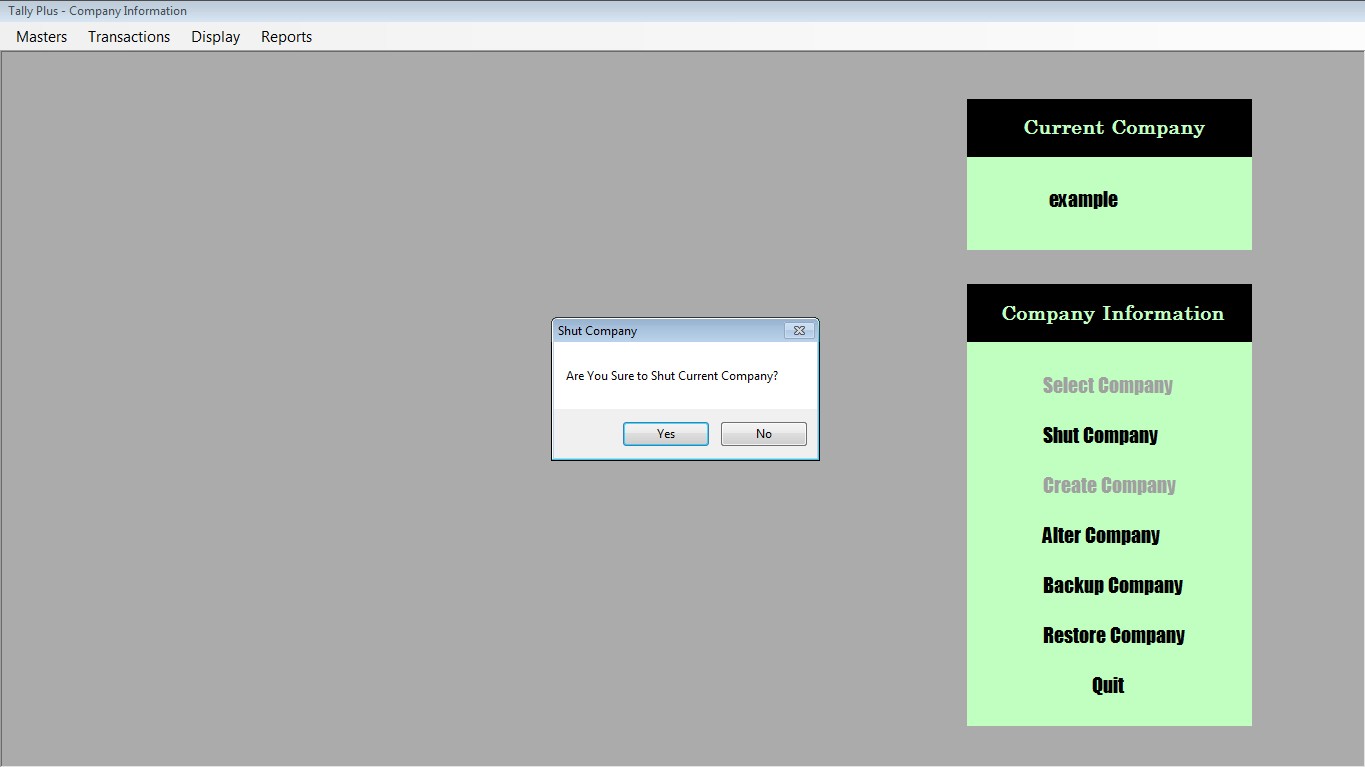 Tally Plus - Company Information
Masters Transactions Display Reports
Current Company
example
Company Information
Select Company
Shut Company
Create Company
Alter Company
Backup Company
Restore Company
Quit
Shut Company
Are You Sure to Shut Current Company?
Yes No